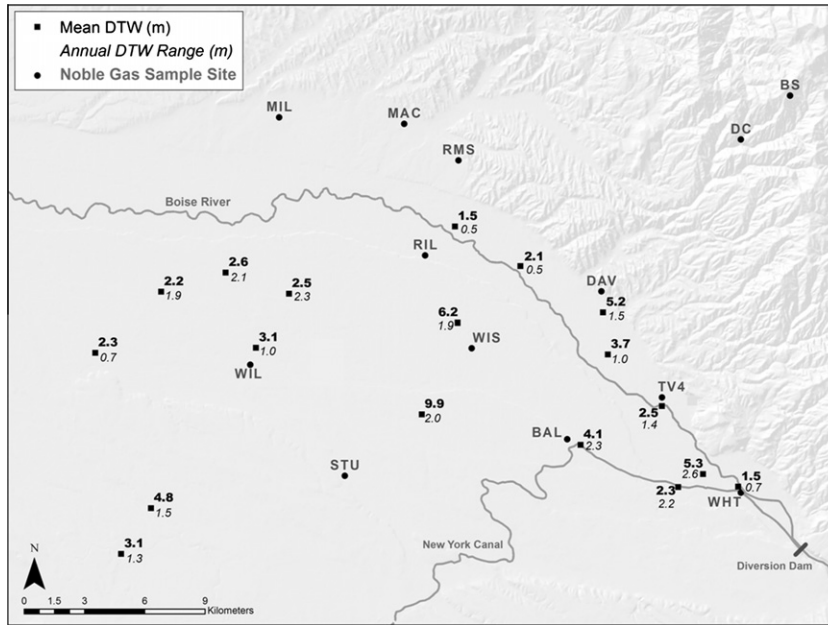 Mean DTW (m)
Annual DTW Range (m)
Noble Gas Sample Site
BS
MIL
MAC
DC
RMS
Boise River
1.5
0.5
RIL
2.1
0.5
2.6
2.1
2.2
1.9
2.5
2.3
DAV
5.2
1.5
6.2
1.9
WIS
3.1
1.0
WIL
2.3
0.7
3.7
1.0
TV4
2.5
1.4
9.9
2.0
BAL
4.1
2.3
STU
5.3
2.6
1.5
0.7
WHT
2.3
2.2
4.8
1.5
3.1
1.3
New York Canal
Diversion Dam
N
0 1.5 3 6 9
Kilometers